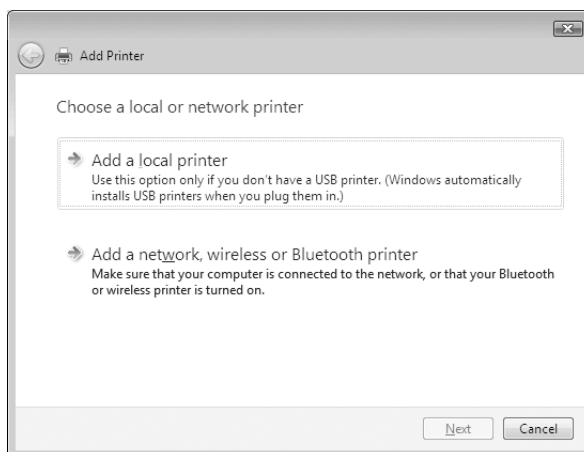 Add Printer
Choose a local or network printer
Add a local printer
Use this option only if you don't have a USB printer. (Windows automatically
installs USB printers when you plug them in.)
Add a network, wireless or Bluetooth printer
Make sure that your computer is connected to the network, or that your Bluetooth
or wireless printer is turned on.
Next
Cancel